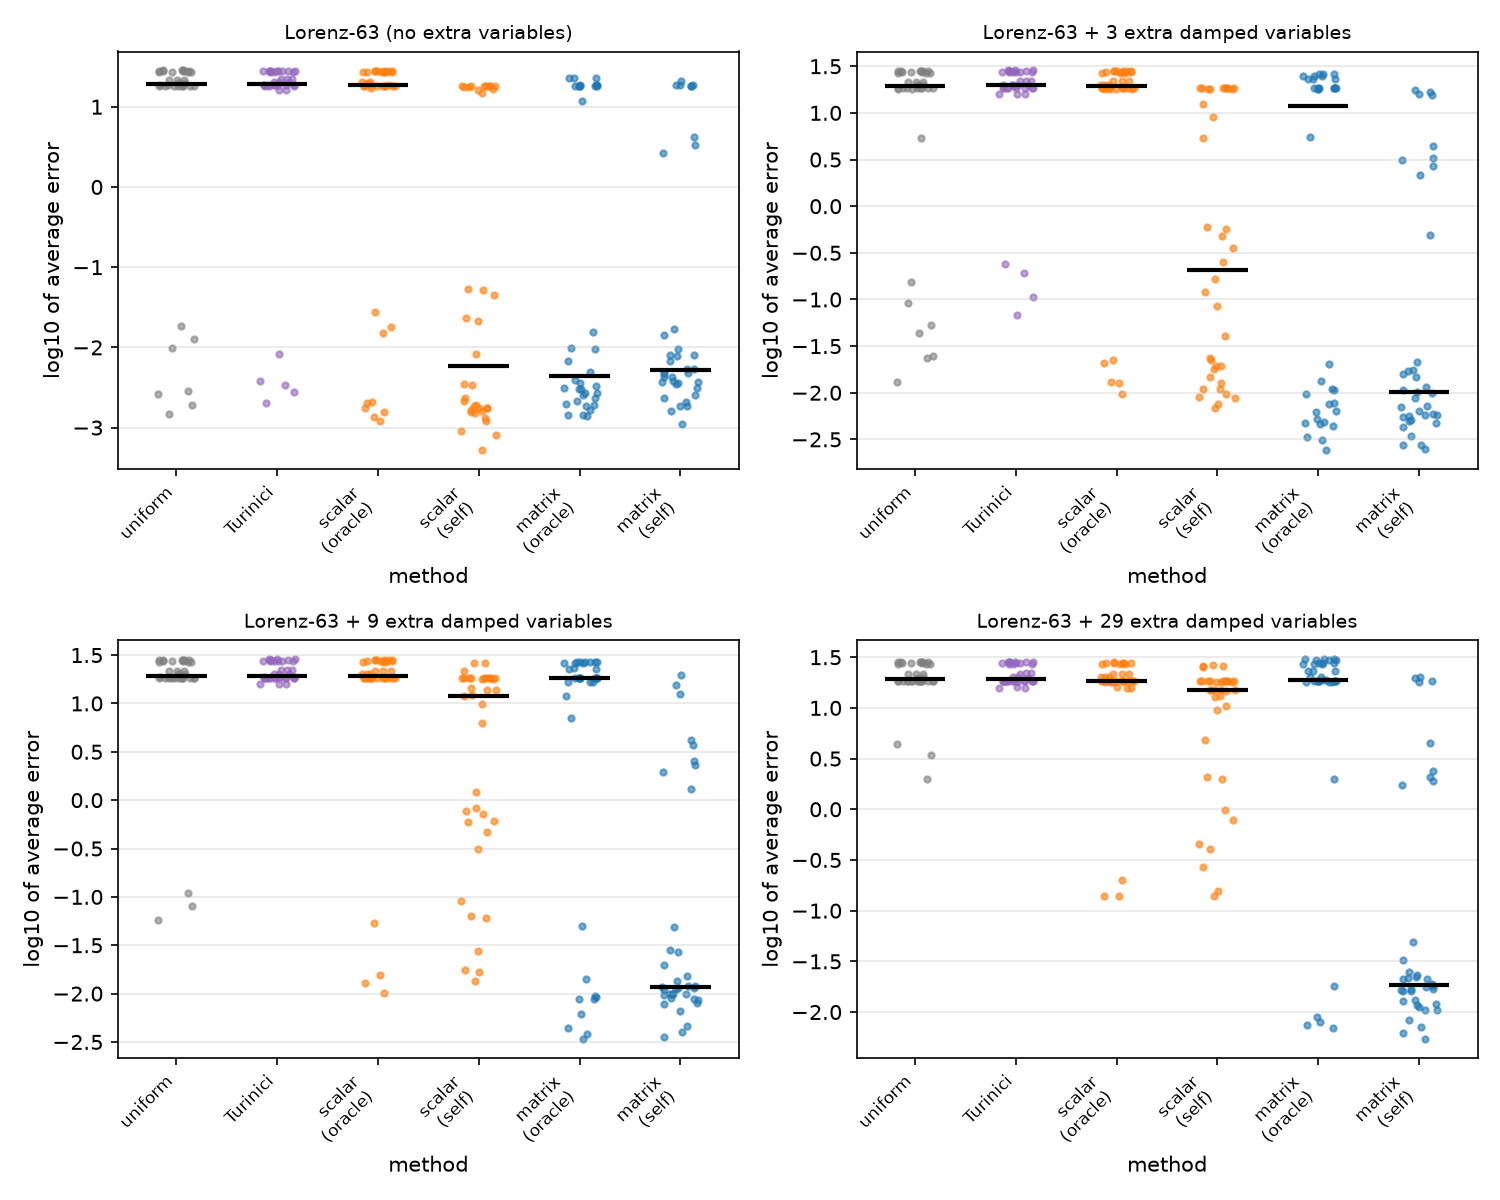 Lorenz-63 (no extra variables)
log10 of average error
1
0
−1
−2
−3
uniform
Turinici
scalar
(oracle)
scalar
(self)
matrix
(oracle)
matrix
(self)
method
Lorenz-63 + 3 extra damped variables
log10 of average error
1.5
1.0
0.5
0.0
−0.5
−1.0
−1.5
−2.0
−2.5
uniform
Turinici
scalar
(oracle)
scalar
(self)
matrix
(oracle)
matrix
(self)
method
Lorenz-63 + 9 extra damped variables
log10 of average error
1.5
1.0
0.5
0.0
−0.5
−1.0
−1.5
−2.0
−2.5
uniform
Turinici
scalar
(oracle)
scalar
(self)
matrix
(oracle)
matrix
(self)
method
Lorenz-63 + 29 extra damped variables
log10 of average error
1.5
1.0
0.5
0.0
−0.5
−1.0
−1.5
−2.0
uniform
Turinici
scalar
(oracle)
scalar
(self)
matrix
(oracle)
matrix
(self)
method